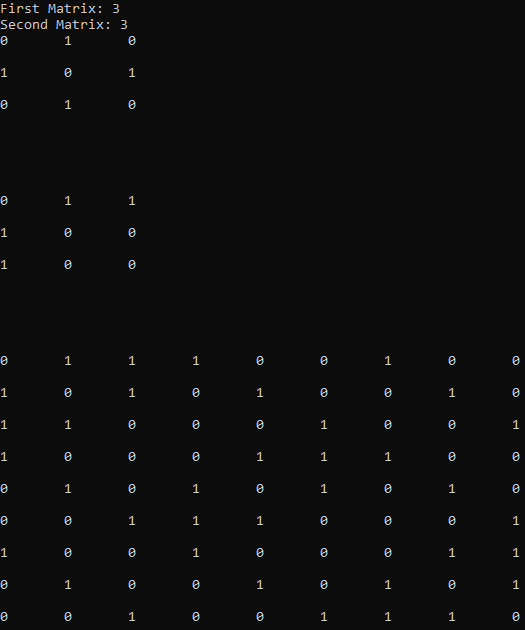 First Matrix: 3
Second Matrix: 3
0 1 0
1 0 1
0 1 0
0 1 1
1 0 0
1 0 0
0 1 1 1 0 0 1 0 0
1 0 1 0 1 0 0 1 0
1 1 0 0 0 1 0 0 1
1 0 0 0 1 1 1 0 0
0 1 0 1 0 1 0 1 0
0 0 1 1 1 0 0 0 1
1 0 0 1 0 0 0 1 1
0 1 0 0 1 0 1 0 1
0 0 1 0 0 1 1 1 0